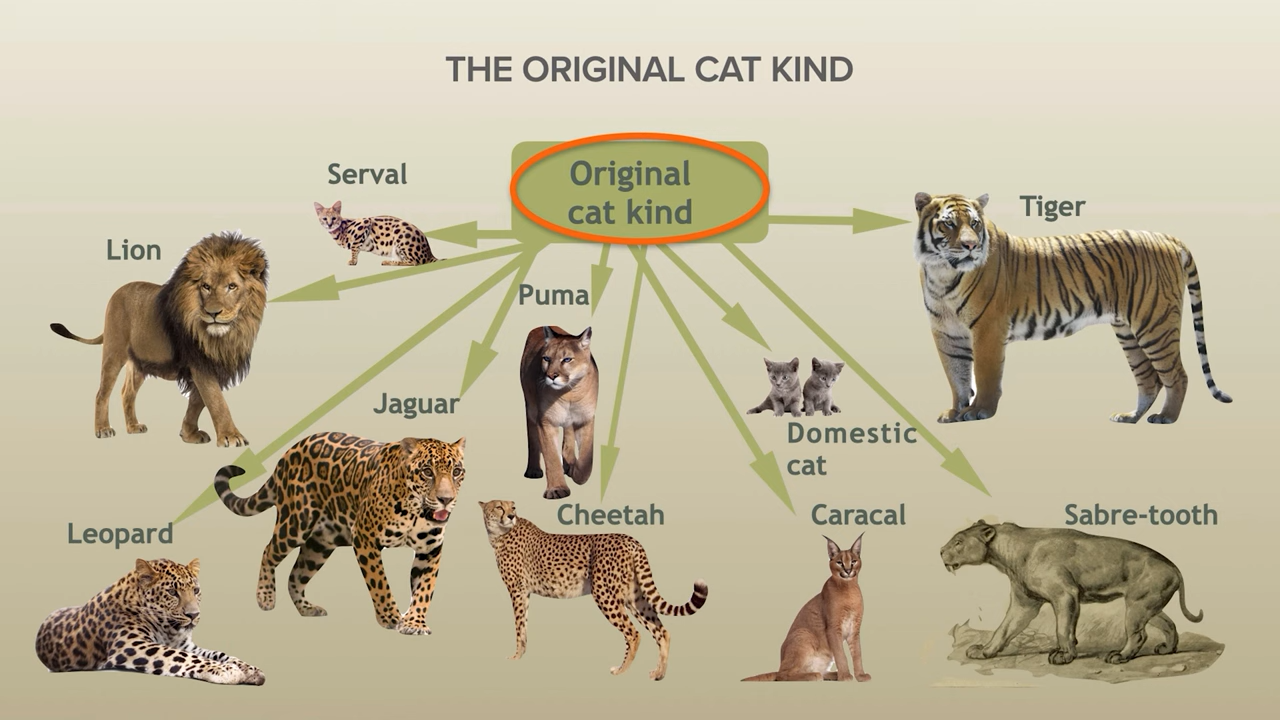 THE ORIGINAL CAT KIND
Original
cat kind
Serval
Tiger
Lion
Puma
Jaguar
Domestic
cat
Leopard
Cheetah
Caracal
Sabre-tooth